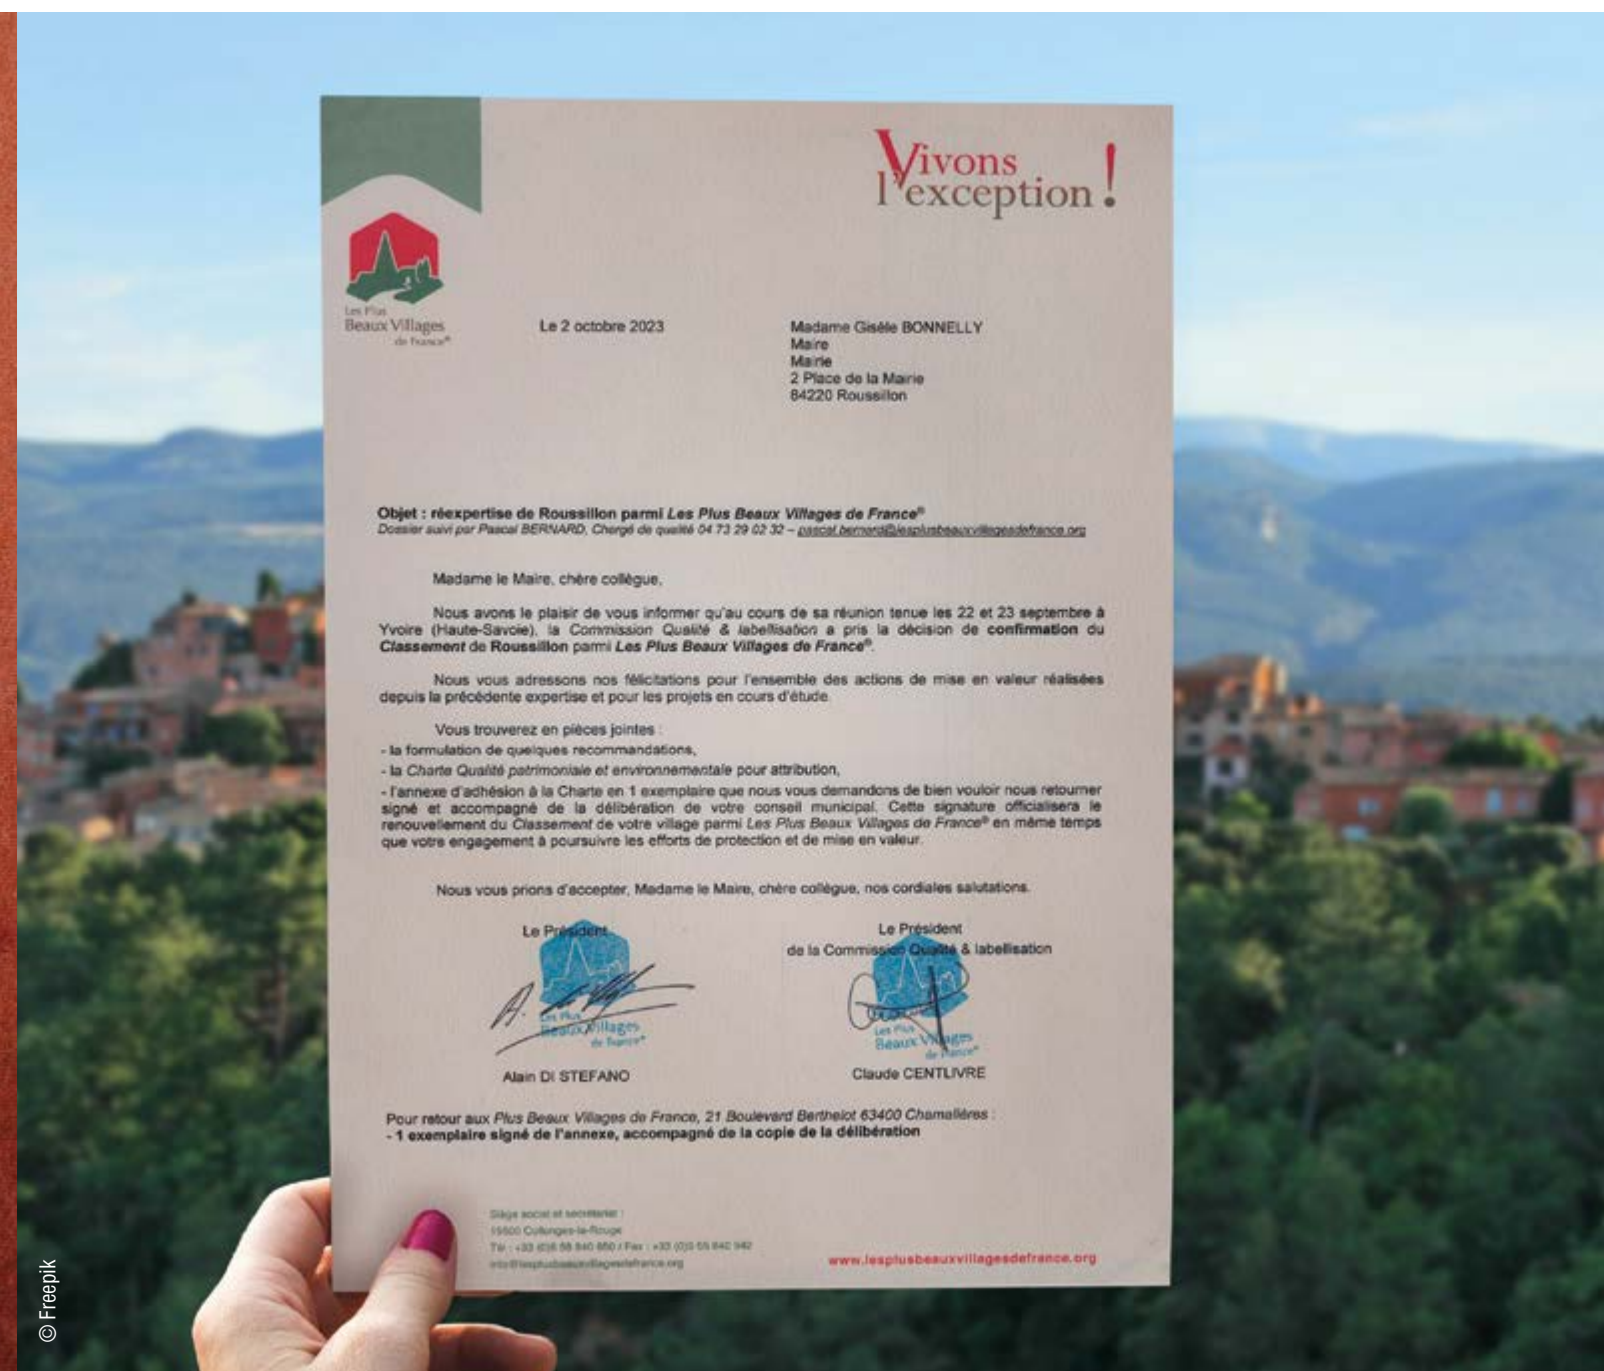 Vivons
l'exception !
Les Plus
Beaux Villages
de France®
Le 2 octobre 2023
Madame Gisèle BONNELLY
Maire
Mairie
2 Place de la Mairie
84220 Roussillon
Objet : réexpertise de Roussillon parmi Les Plus Beaux Villages de France®
Dossier suivi par Pascal BERNARD, Chargé de qualité 04 73 29 02 32 – pascal.bernard@lesplusbeauxvillagesdefrance.org
Madame le Maire, chère collègue,
Nous avons le plaisir de vous informer qu'au cours de sa réunion tenue les 22 et 23 septembre à
Yvoire (Haute-Savoie), la Commission Qualité & labellisation a pris la décision de confirmation du
Classement de Roussillon parmi Les Plus Beaux Villages de France®.
Nous vous adressons nos félicitations pour l'ensemble des actions de mise en valeur réalisées
depuis la précédente expertise et pour les projets en cours d'étude.
Vous trouverez en pièces jointes :
- la formulation de quelques recommandations,
- la Charte Qualité patrimoniale et environnementale pour attribution,
- l'annexe d'adhésion à la Charte en 1 exemplaire que nous vous demandons de bien vouloir nous retourner
signé et accompagné de la délibération de votre conseil municipal. Cette signature officialisera le
renouvellement du Classement de votre village parmi Les Plus Beaux Villages de France® en même temps
que votre engagement à poursuivre les efforts de protection et de mise en valeur.
Nous vous prions d'accepter, Madame le Maire, chère collègue, nos cordiales salutations.
Le Président
Les Plus
Beaux Villages
de France®
Alain DI STEFANO
Le Président
de la Commission Qualité & labellisation
Les Plus
Beaux Villages
de France®
Claude CENTLIVRE
Pour retour aux Plus Beaux Villages de France, 21 Boulevard Berthelot 63400 Chamalières :
- 1 exemplaire signé de l'annexe, accompagné de la copie de la délibération
Siège social et secrétariat :
Collonges-la-Rouge
info@lesplusbeauxvillagesdefrance.org
www.lesplusbeauxvillagesdefrance.org
© Freepik